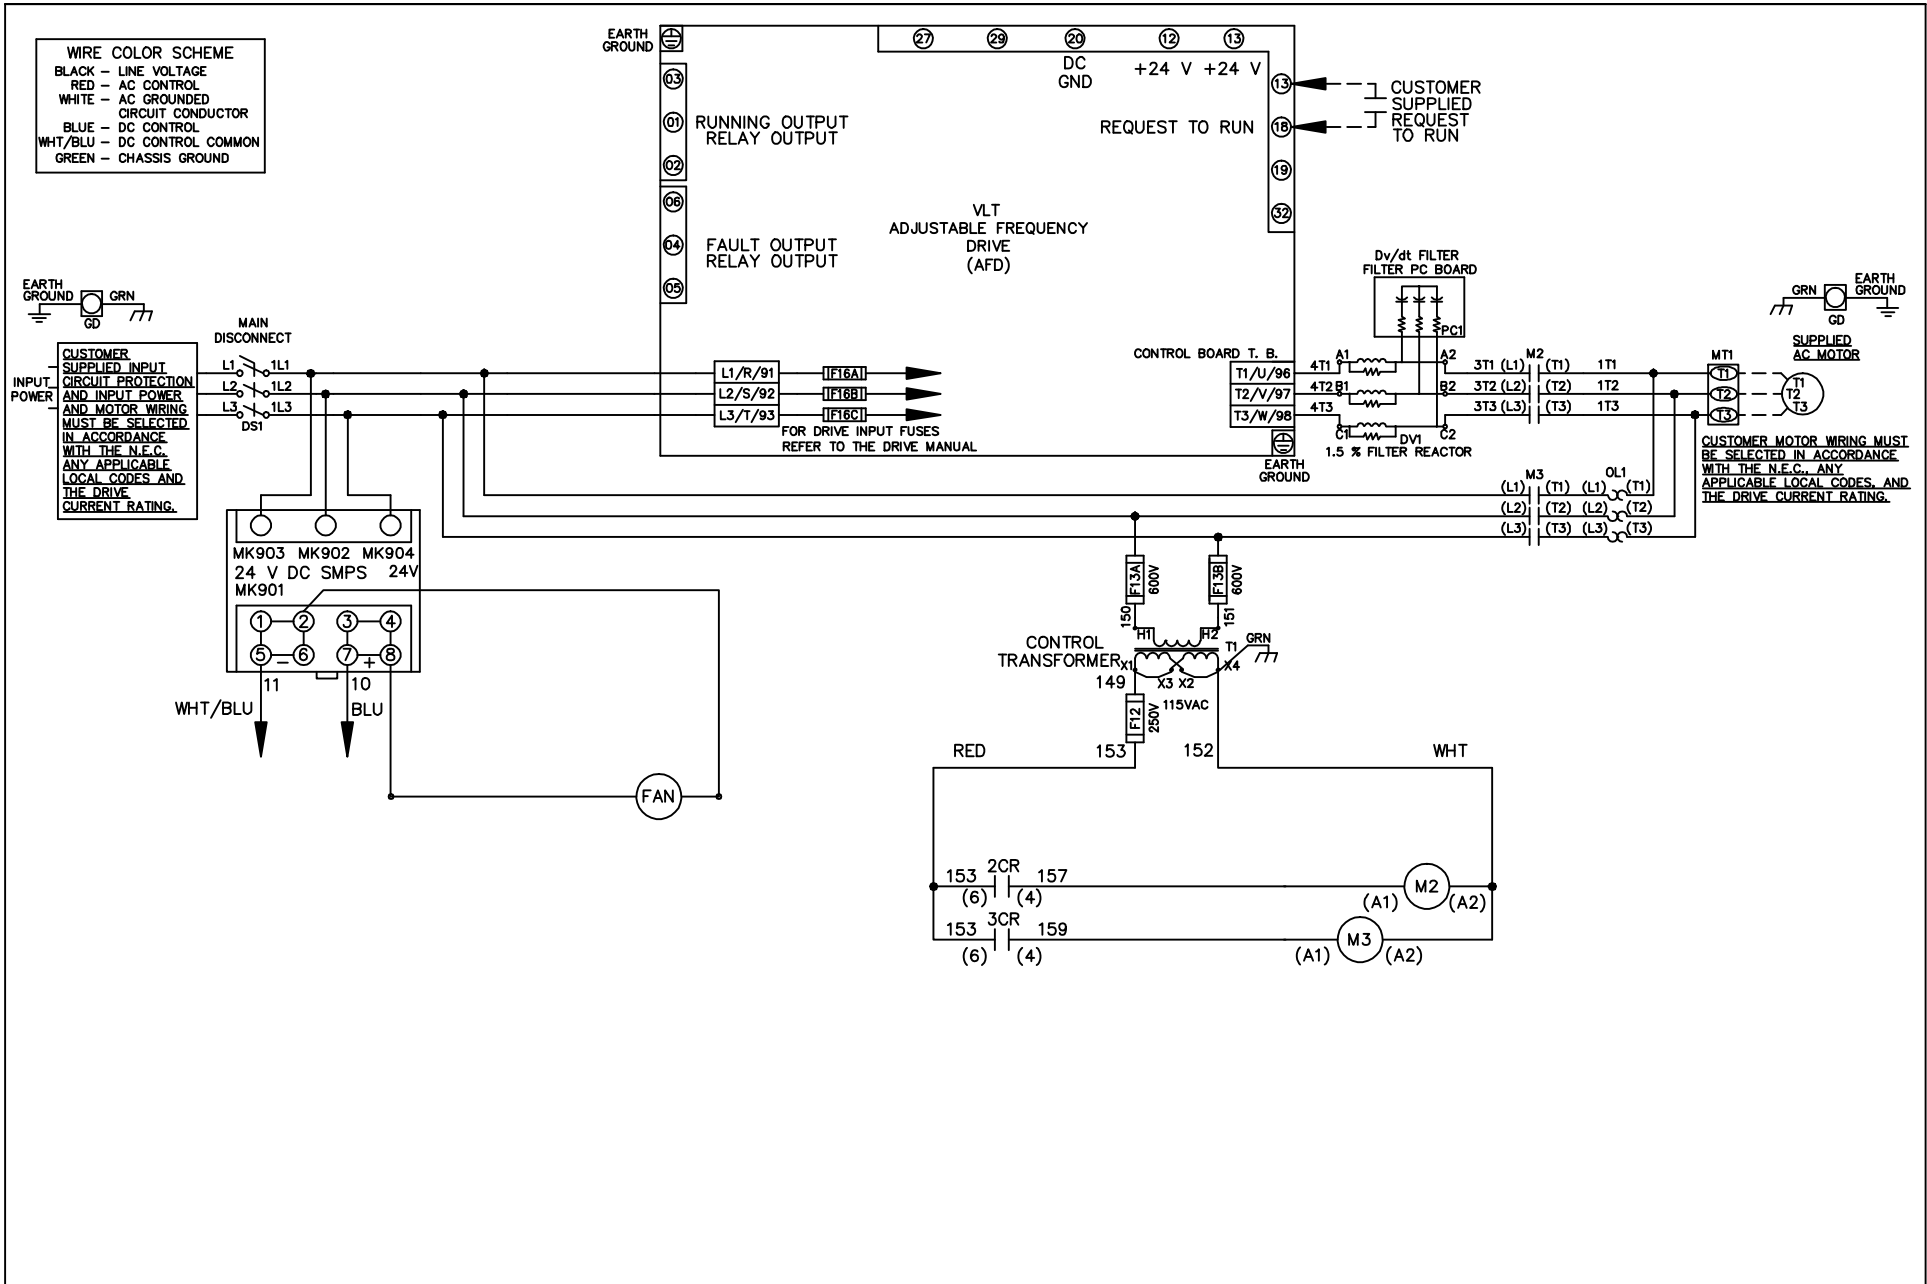 WIRE COLOR SCHEME
BLACK – LINE VOLTAGE
RED – AC CONTROL
WHITE – AC GROUNDED
CIRCUIT CONDUCTOR
BLUE – DC CONTROL
WHT/BLU – DC CONTROL COMMON
GREEN – CHASSIS GROUND
EARTH
GROUND
03
01
02
RUNNING OUTPUT
RELAY OUTPUT
06
04
05
FAULT OUTPUT
RELAY OUTPUT
27 29 20 12 13
DC
GND
+24 V +24 V
13
REQUEST TO RUN 18
19
32
CUSTOMER
SUPPLIED
REQUEST
TO RUN
VLT
ADJUSTABLE FREQUENCY
DRIVE
(AFD)
Dv/dt FILTER
FILTER PC BOARD
PC1
EARTH
GROUND
GRN
GD
INPUT
POWER
CUSTOMER
SUPPLIED INPUT
CIRCUIT PROTECTION
AND INPUT POWER
AND MOTOR WIRING
MUST BE SELECTED
IN ACCORDANCE
WITH THE N.E.C.
ANY APPLICABLE
LOCAL CODES AND
THE DRIVE
CURRENT RATING.
MAIN
DISCONNECT
L1 1L1
L2 1L2
L3 1L3
DS1
L1/R/91 F16A
L2/S/92 F16B
L3/T/93 F16C
FOR DRIVE INPUT FUSES
REFER TO THE DRIVE MANUAL
CONTROL BOARD T. B.
T1/U/96
T2/V/97
T3/W/98
EARTH
GROUND
4T1 A1 A2
4T2 B1 B2
4T3 C1 C2
DV1
1.5 % FILTER REACTOR
M2
3T1 (L1) (T1) 1T1
3T2 (L2) (T2) 1T2
3T3 (L3) (T3) 1T3
MT1
T1
T2
T3
T1
T2
T3
GRN
EARTH
GROUND
GD
SUPPLIED
AC MOTOR
CUSTOMER MOTOR WIRING MUST
BE SELECTED IN ACCORDANCE
WITH THE N.E.C., ANY
APPLICABLE LOCAL CODES, AND
THE DRIVE CURRENT RATING.
M3 OL1
(L1) (T1) (L1) (T1)
(L2) (T2) (L2) (T2)
(L3) (T3) (L3) (T3)
MK903 MK902 MK904
24 V DC SMPS 24V
MK901
1 2 3 4
5 – 6 7 + 8
11 10
WHT/BLU BLU
FAN
F13A
600V
F13B
600V
150
151
H1 H2
CONTROL
TRANSFORMER
T1
GRN
X1 X4
X3 X2
149
F12
250V
115VAC
RED 153 152 WHT
2CR
153 157
(6) (4)
M2
(A1) (A2)
3CR
153 159
(6) (4)
M3
(A1) (A2)